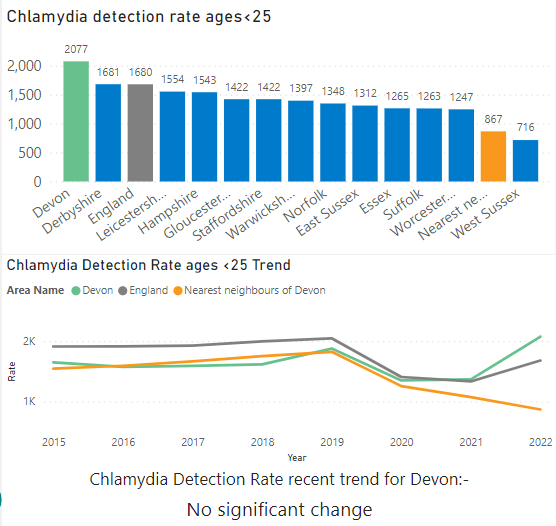 Chlamydia detection rate ages<25
2077
1681 1680
1554 1543
1422 1422 1397 1348 1312 1265 1263 1247
867
716
2,000
1,500
1,000
500
0
Devon
Derbyshire
England
Leicestersh...
Hampshire
Gloucester...
Staffordshire
Warwicksh...
Norfolk
East Sussex
Essex
Suffolk
Worcester...
Nearest ne...
West Sussex
Chlamydia Detection Rate ages <25 Trend
Area Name Devon England Nearest neighbours of Devon
2K
1K
Rate
2015 2016 2017 2018 2019 2020 2021 2022
Year
Chlamydia Detection Rate recent trend for Devon:-
No significant change